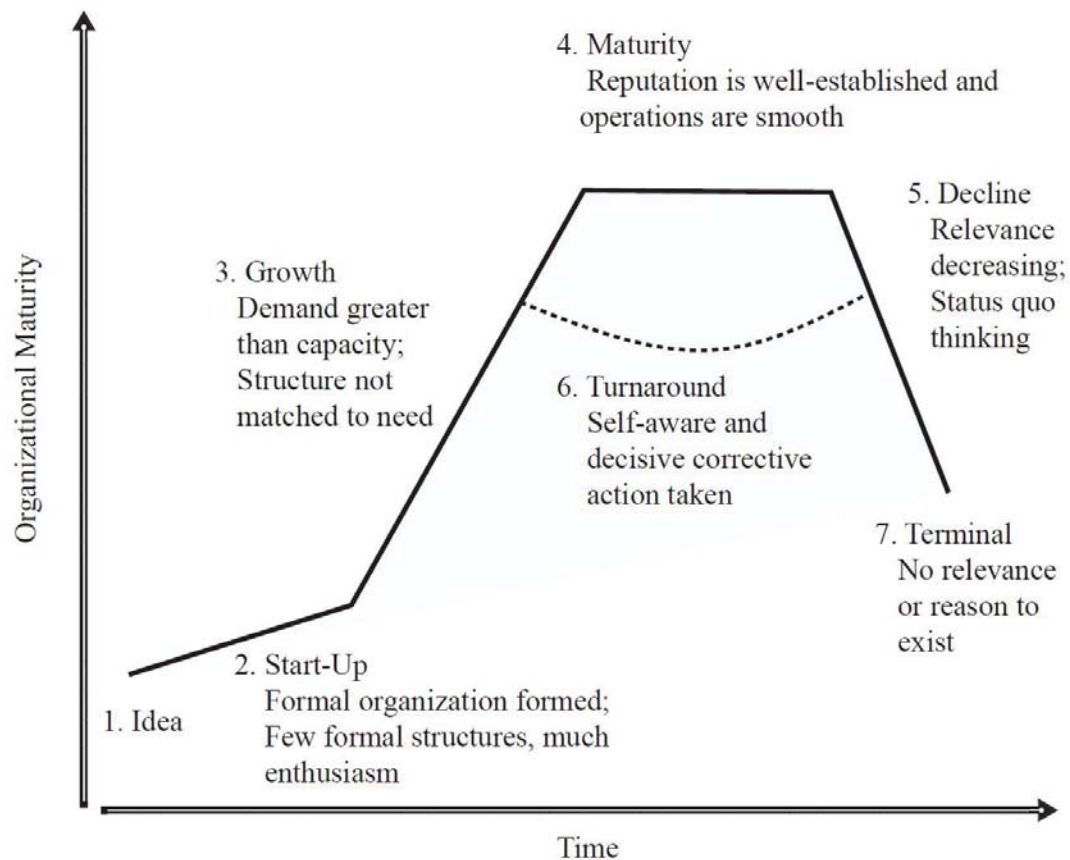 4. Maturity
Reputation is well-established and
operations are smooth
5. Decline
Relevance
decreasing;
Status quo
thinking
3. Growth
Demand greater
than capacity;
Structure not
matched to need
6. Turnaround
Self-aware and
decisive corrective
action taken
7. Terminal
No relevance
or reason to
exist
2. Start-Up
Formal organization formed;
Few formal structures, much
enthusiasm
1. Idea
Organizational Maturity
Time